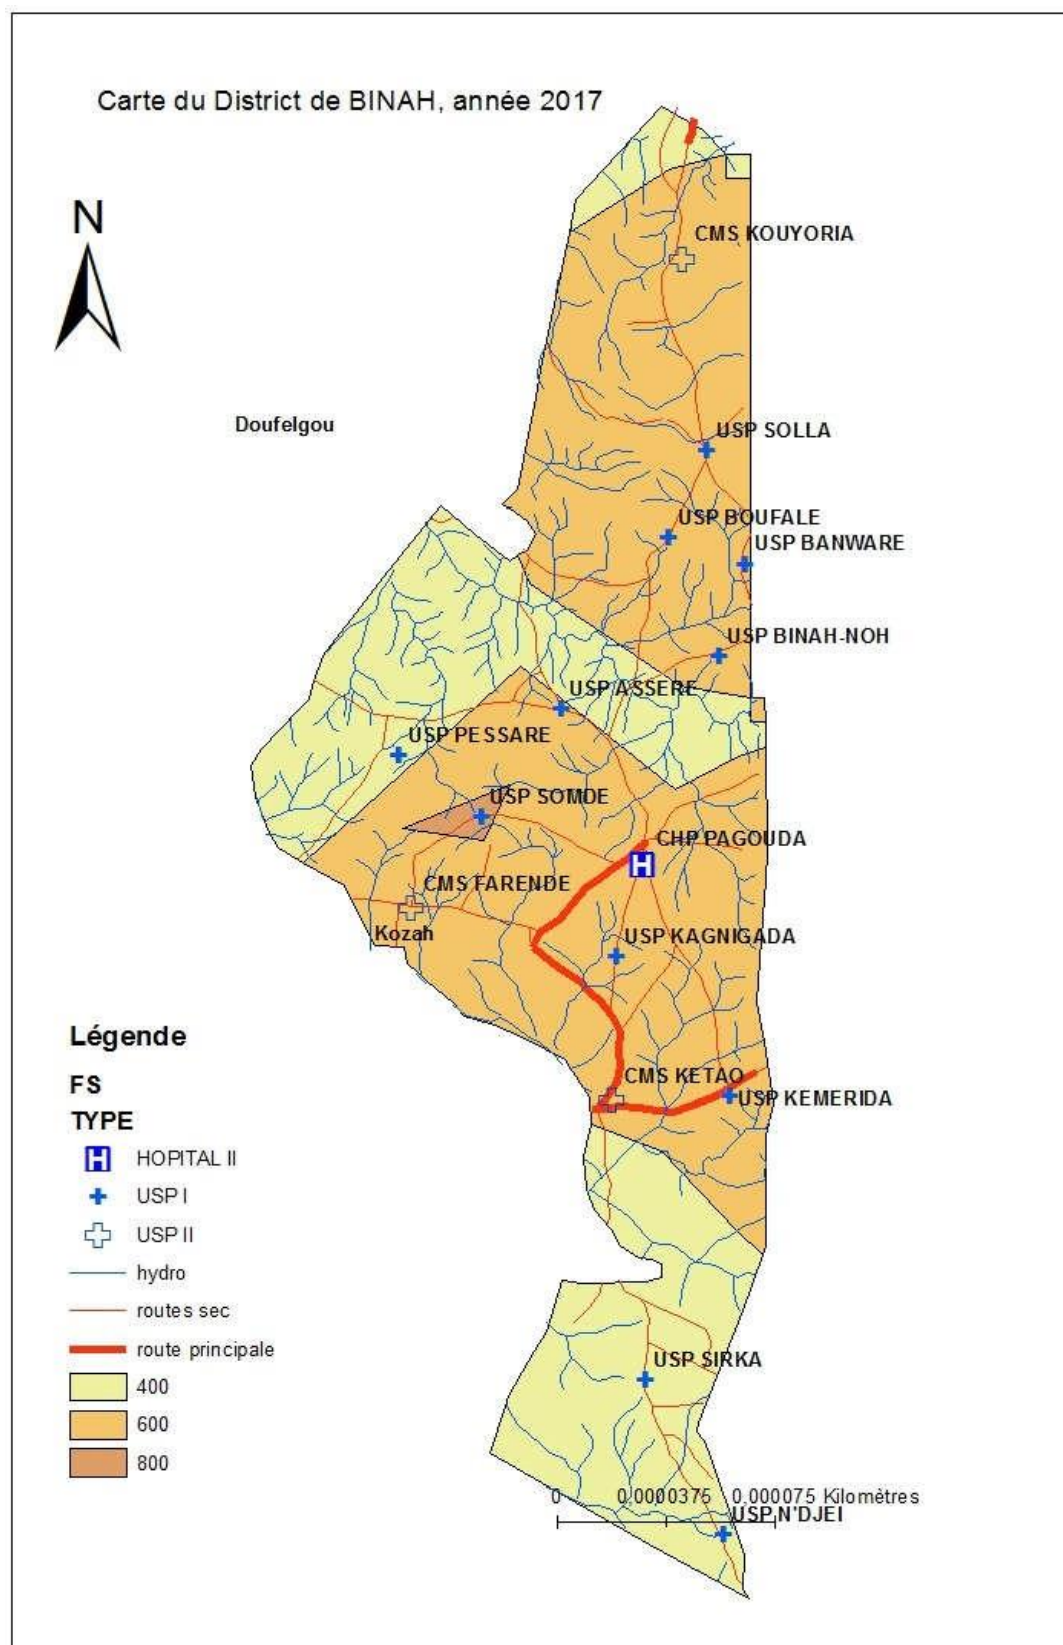 Carte du District de BINAH, année 2017
N
CMS KOUYORIA
Doufelgou
USP SOLLA
USP BOUFALE
USP BANWARE
USP BINAH-NOH
USP ASSERE
USP PESSARE
USP SOMDE
CHP PAGOUDA
CMS FARENDE
Kozah
USP KAGNIGADA
CMS KETAO
USP KEMERIDA
USP SIRKA
0 0,0000375 0,000075 Kilomètres
USP N'DJEI
Légende
FS
TYPE
H HOPITAL II
USP I
USP II
hydro
routes sec
route principale
400
600
800